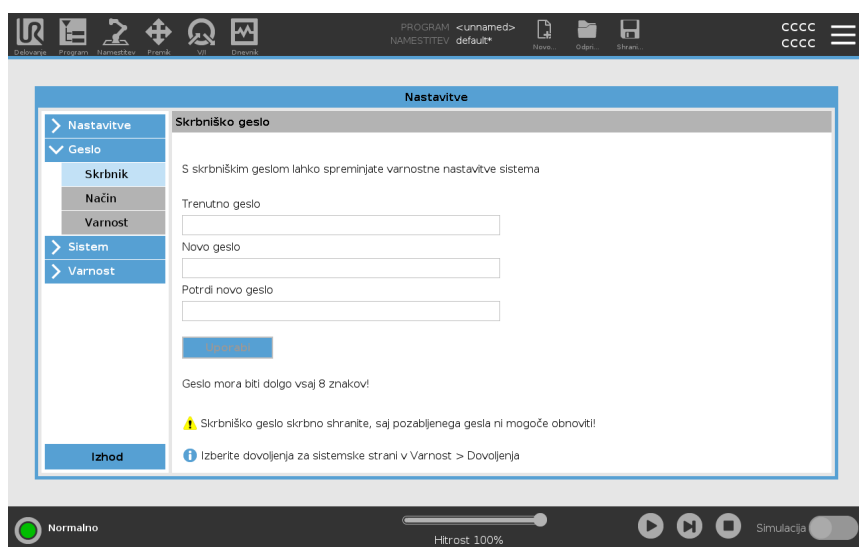 PROGRAM <unnamed>
NAMESTITEV default*
CCCC
CCCC
Delovanje Program Namestitev Premik V/I Dnevnik Novo... Odpri... Shrani...
Nastavitve
Nastavitve
Geslo
Skrbnik
Način
Varnost
Sistem
Varnost
Izhod
Skrbniško geslo
S skrbniškim geslom lahko spreminjate varnostne nastavitve sistema
Trenutno geslo
Novo geslo
Potrdi novo geslo
Uporabi
Geslo mora biti dolgo vsaj 8 znakov!
Skrbniško geslo skrbno shranite, saj pozabljenega gesla ni mogoče obnoviti!
Izberite dovoljenja za sistemske strani v Varnost > Dovoljenja
Normalno
Hitrost 100%
Simulacija